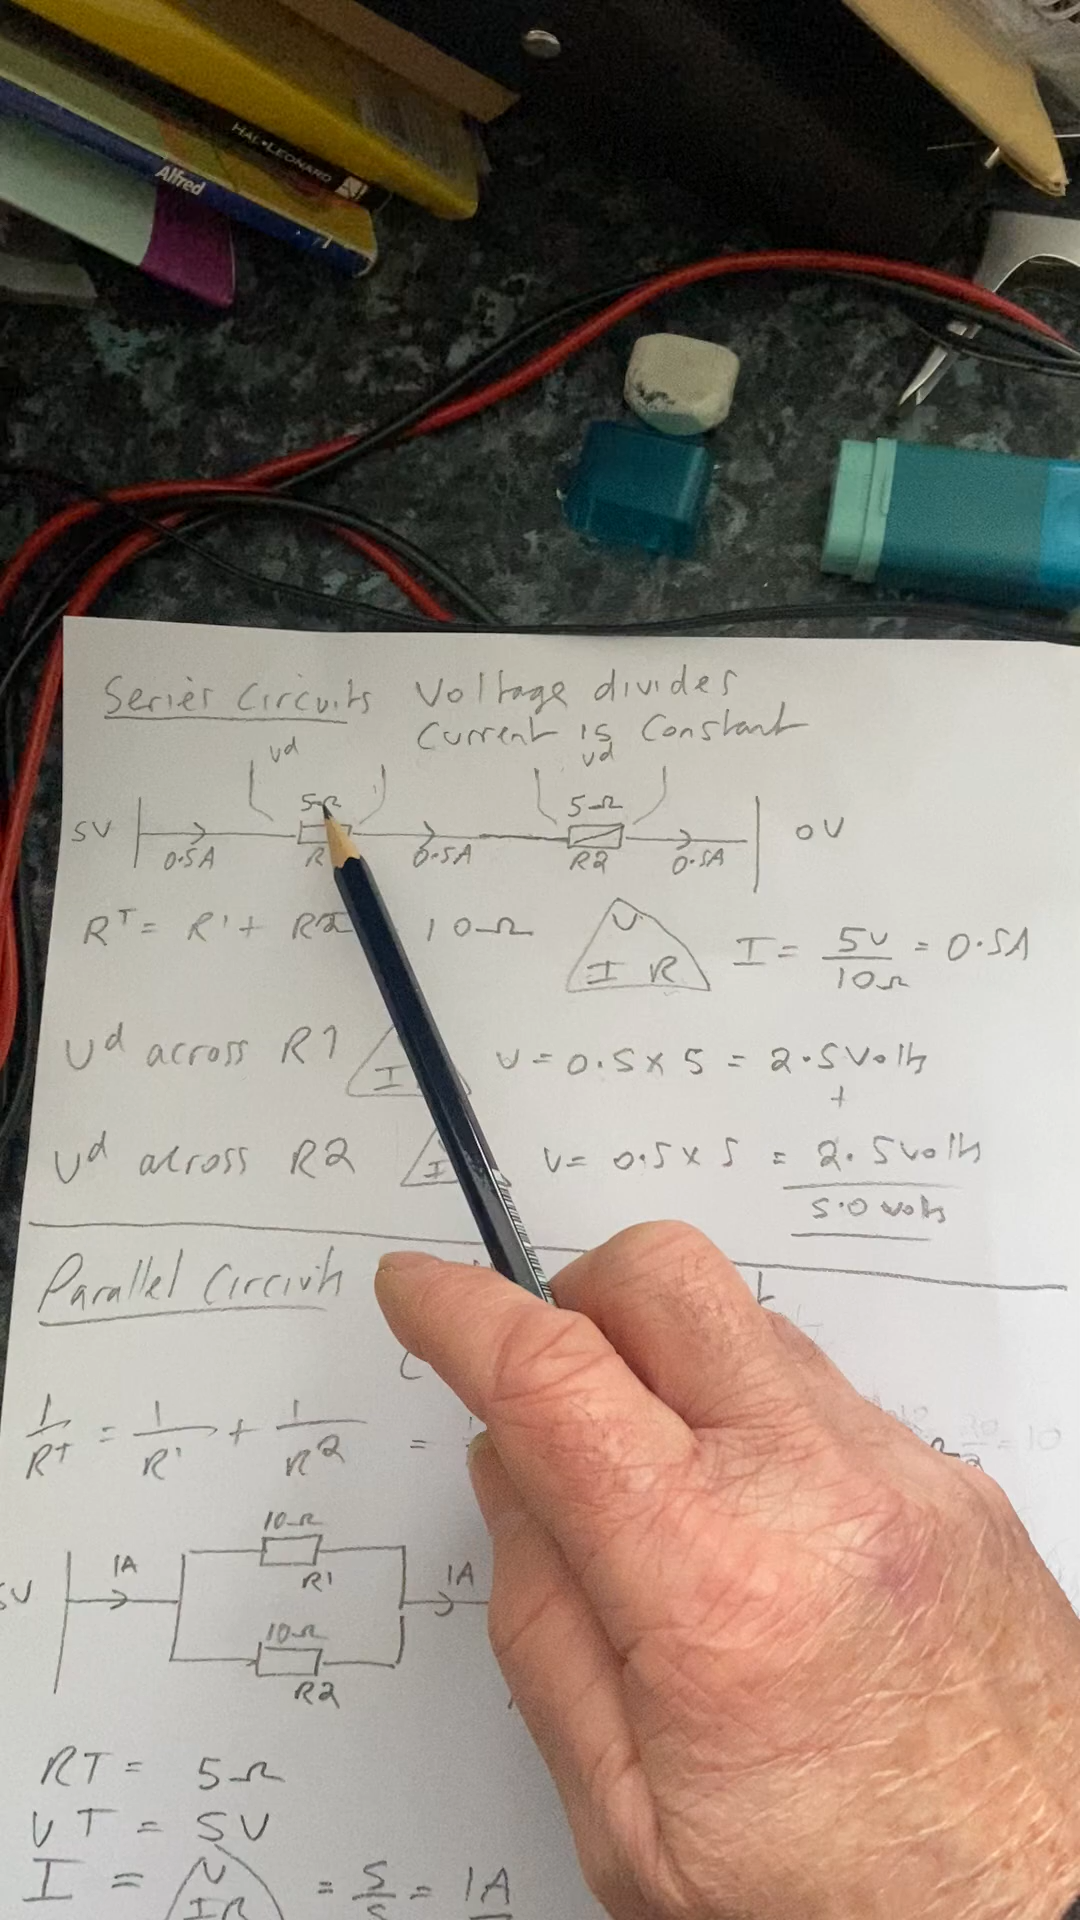 HAL•LEONARD
Alfred
Series Circuits Voltage divides
Current is Constant
Vd Vd
5Ω 5Ω
5V 0V
0.5A R 0.5A R2 0.5A
RT = R1 + R2 10Ω
V
I R
I = 5V = 0.5A
10Ω
Vd across R1
I
V = 0.5 x 5 = 2.5 Volts
+
Vd across R2
I
V = 0.5 x 5 = 2.5 volts
5.0 volts
Parallel Circuits
1 = 1 + 1 =
RT R1 R2
10Ω
1A R1 1A
5V
10Ω
R2
RT = 5Ω
VT = 5V
I = V = 5 = 1A
I R 5